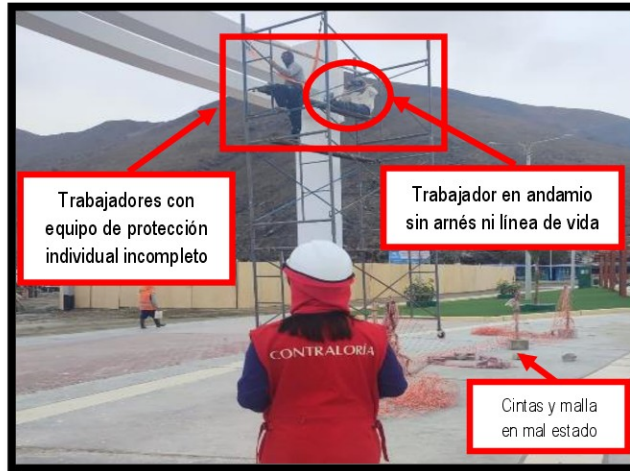 Trabajadores con
equipo de protección
individual incompleto
Trabajador en andamio
sin arnés ni línea de vida
CONTRALORÍA
Cintas y malla
en mal estado